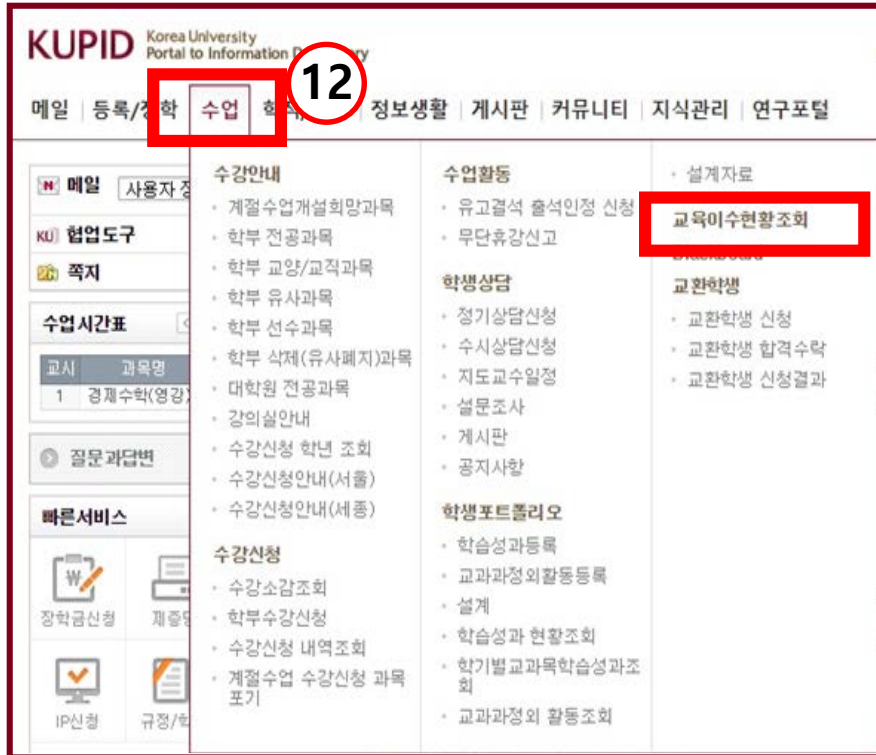 KUPID Korea University
Portal to Information
12
메일 등록/장학 수업 정보생활 게시판 커뮤니티 지식관리 연구포털
메일 사용자
협업도구
쪽지
수업시간표
교시 과목명
1 경제수학(영강)
질문과답변
빠른서비스
장학금신청
IP신청
수강안내
계절수업개설희망과목
학부 전공과목
학부 교양/교직과목
학부 유사과목
학부 선수과목
학부 삭제(유사폐지)과목
대학원 전공과목
강의실안내
수강신청 학년 조회
수강신청안내(서울)
수강신청안내(세종)
수강신청
수강소감조회
학부수강신청
수강신청 내역조회
계절수업 수강신청 과목
포기
수업활동
유고결석 출석인정 신청
무단휴강신고
학생상담
정기상담신청
수시상담신청
지도교수일정
설문조사
게시판
공지사항
학생포트폴리오
학습성과등록
교과과정외활동등록
설계
학습성과 현황조회
학기별교과목학습성과조
회
교과과정외 활동조회
설계자료
교육이수현황조회
Blackboard
교환학생
교환학생 신청
교환학생 합격수락
교환학생 신청결과